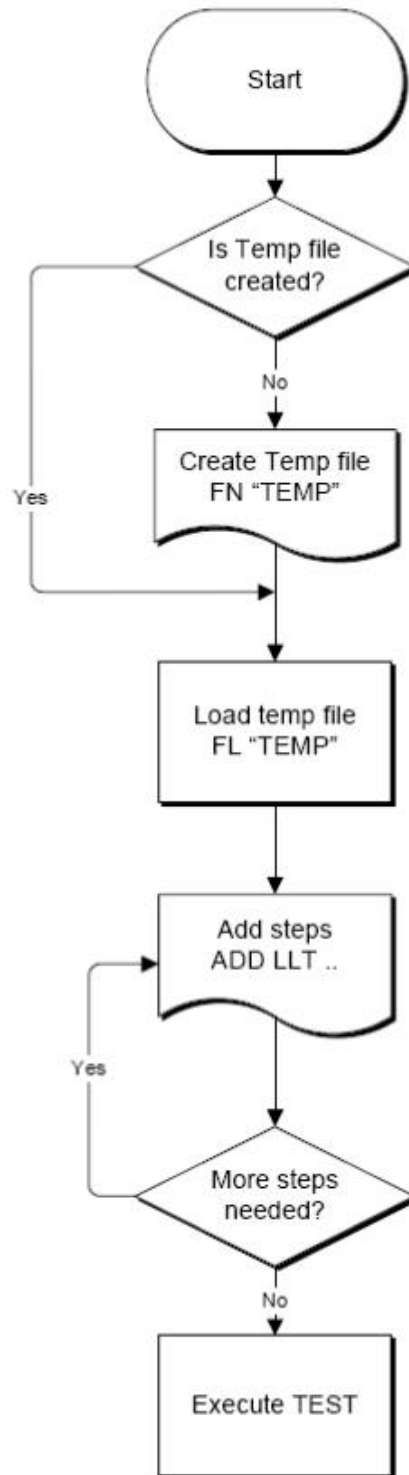 Start
Is Temp file
created?
No
Create Temp file
FN “TEMP”
Yes
Load temp file
FL “TEMP”
Add steps
ADD LLT ..
Yes
More steps
needed?
No
Execute TEST